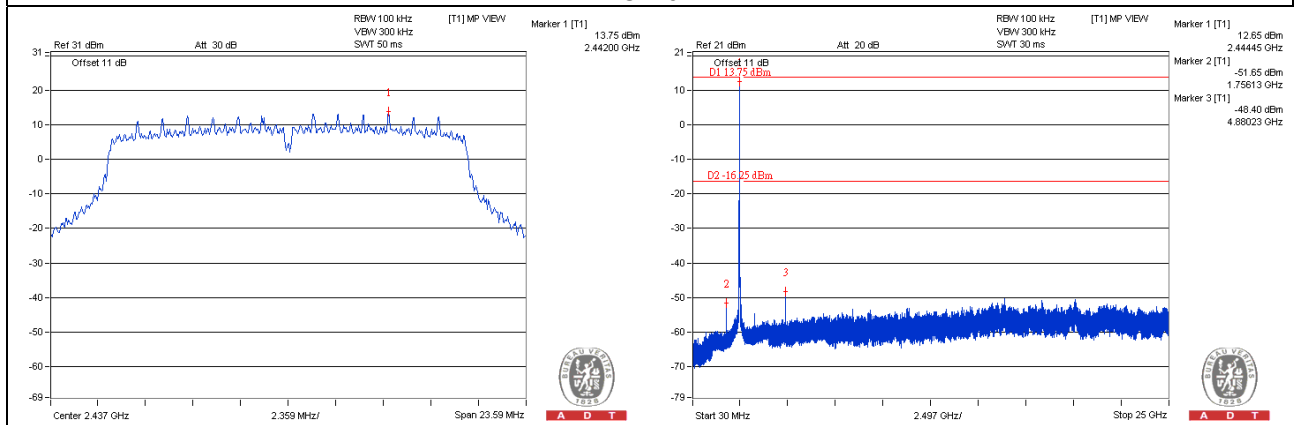 RBW 100 kHz [T1] MP VIEW
VBW 300 kHz
Ref 31 dBm Att 30 dB SWT 50 ms
Marker 1 [T1]
13.75 dBm
2.44200 GHz
Offset 11 dB
1
31
20
10
0
-10
-20
-30
-40
-50
-60
-69
Center 2.437 GHz 2.359 MHz/ Span 23.59 MHz
BUREAU VERITAS
1828
A D T
RBW 100 kHz [T1] MP VIEW
VBW 300 kHz
Ref 21 dBm Att 20 dB SWT 30 ms
Marker 1 [T1]
12.65 dBm
2.44445 GHz
Marker 2 [T1]
-51.65 dBm
1.75613 GHz
Marker 3 [T1]
-48.40 dBm
4.88023 GHz
Offset 11 dB
D1 13.75 dBm
D2 -16.25 dBm
2
3
21
10
0
-10
-20
-30
-40
-50
-60
-70
-79
Start 30 MHz 2.497 GHz/ Stop 25 GHz
BUREAU VERITAS
1828
A D T